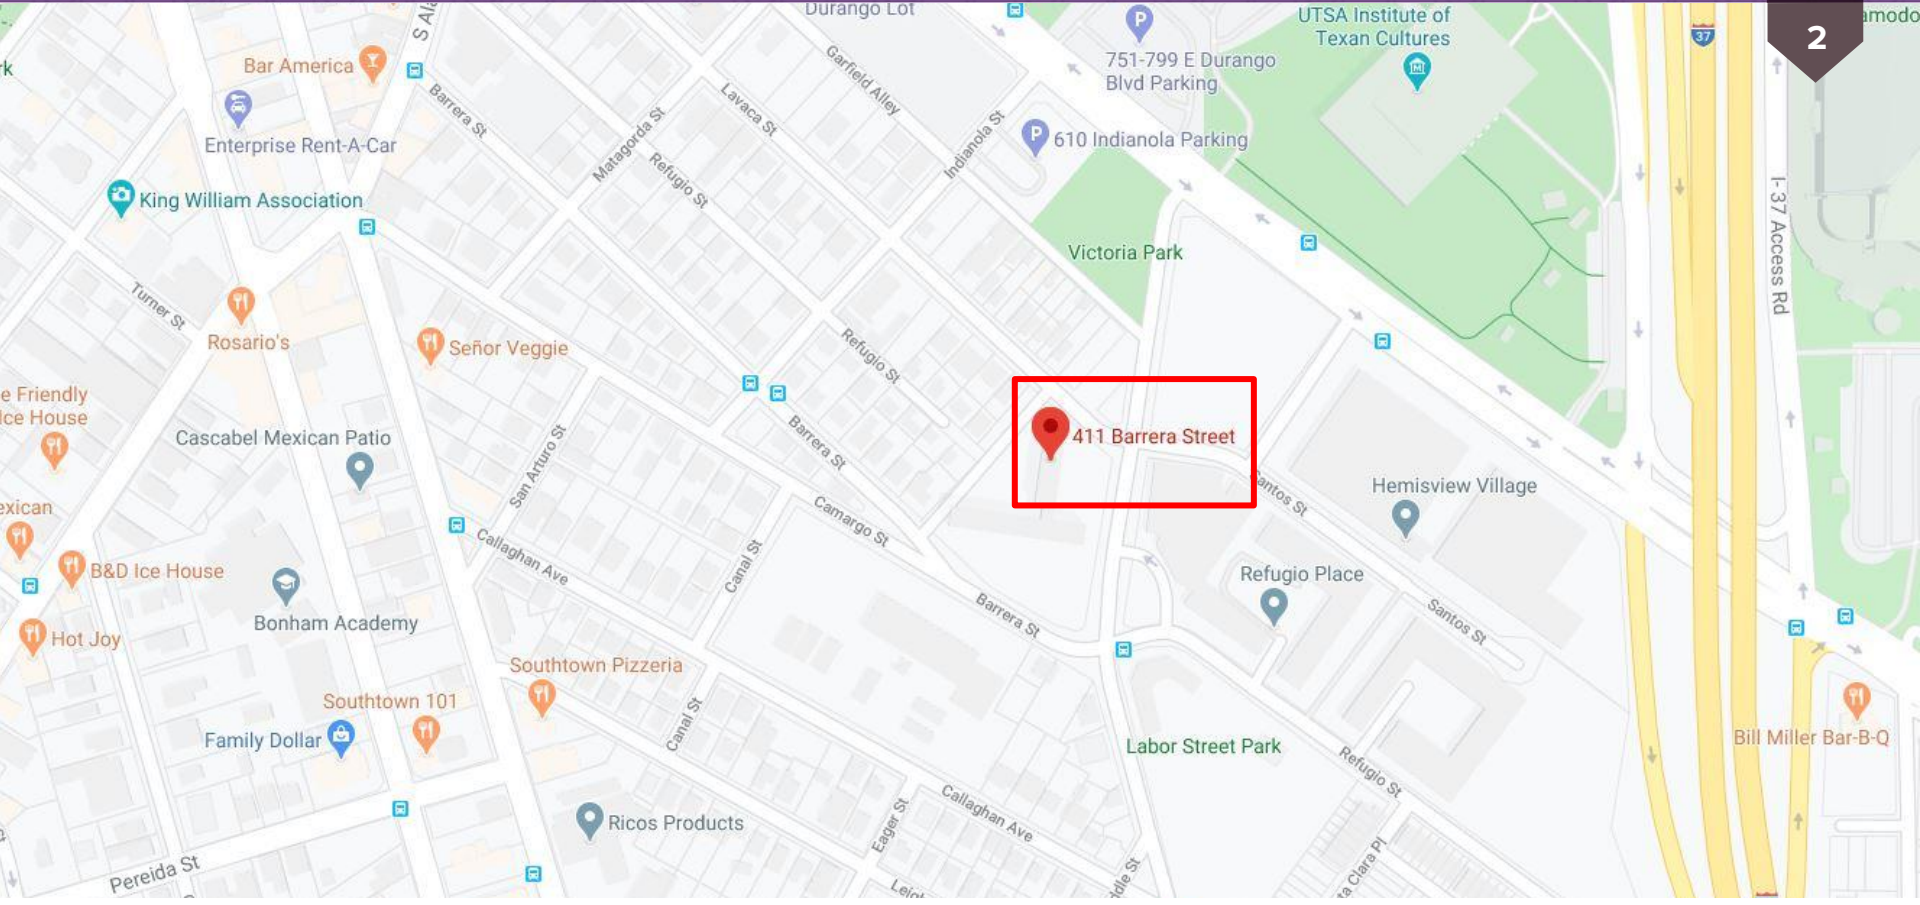 Durango Lot
UTSA Institute of
Texan Cultures
37
2
Bar America
751-799 E Durango
Blvd Parking
Garfield Alley
Barrera St
Lavaca St
Enterprise Rent-A-Car
Matagorda St
Indianola St
610 Indianola Parking
Refugio St
King William Association
I-37 Access Rd
Victoria Park
Turner St
Rosario's
Señor Veggie
Refugio St
Friendly
Ice House
Cascabel Mexican Patio
San Arturo St
Barrera St
411 Barrera Street
Santos St
Hemisview Village
Camargo St
Callaghan Ave
Canal St
B&D Ice House
Refugio Place
Bonham Academy
Barrera St
Santos St
Hot Joy
Southtown Pizzeria
Southtown 101
Canal St
Family Dollar
Labor Street Park
Bill Miller Bar-B-Q
Refugio St
Ricos Products
Callaghan Ave
Eager St
Pereida St